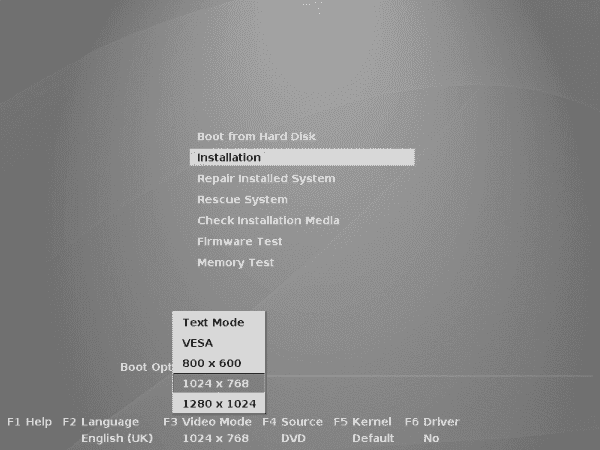 Boot from Hard Disk
Installation
Repair Installed System
Rescue System
Check Installation Media
Firmware Test
Memory Test
Text Mode
VESA
800 x 600
Boot Opt
1024 x 768
1280 x 1024
F1 Help F2 Language F3 Video Mode F4 Source F5 Kernel F6 Driver
English (UK) 1024 x 768 DVD Default No